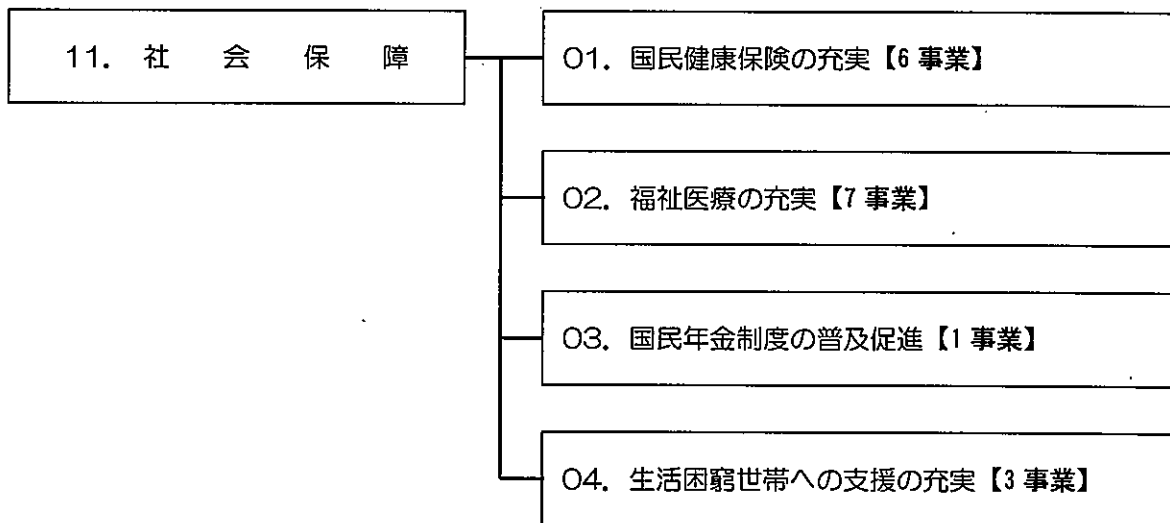 11. 社 会 保 障
01. 国民健康保険の充実【6 事業】
02. 福祉医療の充実【7 事業】
03. 国民年金制度の普及促進【1 事業】
04. 生活困窮世帯への支援の充実【3 事業】